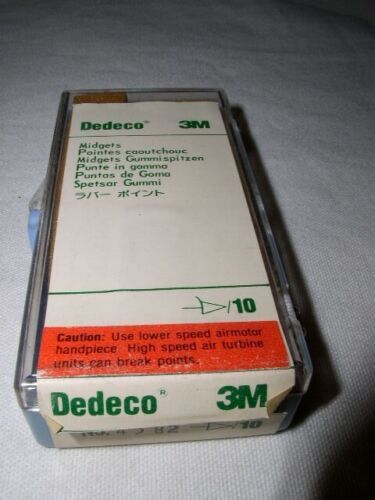 Dedeco® 3M
Midgets
Pointes caoutchouc
Midgets Gummispitzen
Punte in gomma
Puntas de Goma
Spetsar Gummi
ラバー ポイント
/10
Caution: Use lower speed airmotor
handpiece. High speed air turbine
units can break points.
Dedeco® 3M
/10